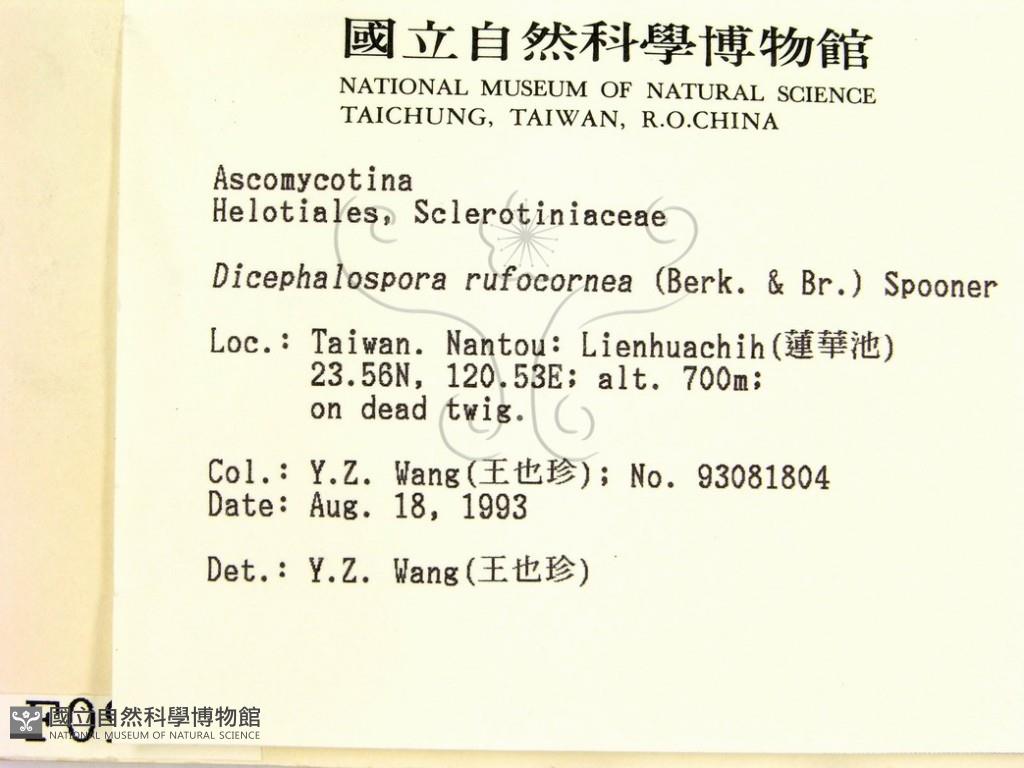 國立自然科學博物館
NATIONAL MUSEUM OF NATURAL SCIENCE
TAICHUNG, TAIWAN, R.O.CHINA
Ascomycotina
Helotiales, Sclerotiniaceae
Dicephalospora rufocornea (Berk. & Br.) Spooner
Loc.: Taiwan. Nantou: Lienhuachih(蓮華池)
23.56N, 120.53E; alt. 700m;
on dead twig.
Col.: Y.Z. Wang(王也珍); No. 93081804
Date: Aug. 18, 1993
Det.: Y.Z. Wang(王也珍)
國立自然科學博物館
NATIONAL MUSEUM OF NATURAL SCIENCE